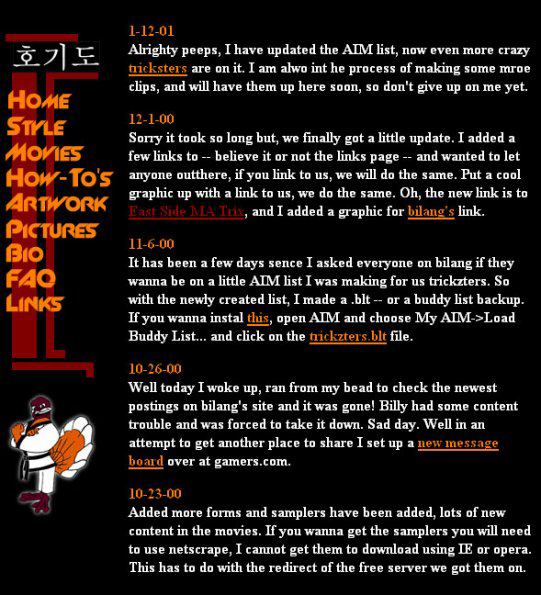 호기도
Home
Style
Movies
How-To's
Artwork
Pictures
Bio
FAQ
Links
1-12-01
Alrighty peeps, I have updated the AIM list, now even more crazy
tricksters are on it. I am alwo int he process of making some mroe
clips, and will have them up here soon, so don't give up on me yet.
12-1-00
Sorry it took so long but, we finally got a little update. I added a
few links to -- believe it or not the links page -- and wanted to let
anyone outthere, if you link to us, we will do the same. Put a cool
graphic up with a link to us, we do the same. Oh, the new link is to
East Side MA Trix, and I added a graphic for bilang's link.
11-6-00
It has been a few days sence I asked everyone on bilang if they
wanna be on a little AIM list I was making for us trickzters. So
with the newly created list, I made a .blt -- or a buddy list backup.
If you wanna instal this, open AIM and choose My AIM->Load
Buddy List... and click on the trickzters.blt file.
10-26-00
Well today I woke up, ran from my bead to check the newest
postings on bilang's site and it was gone! Billy had some content
trouble and was forced to take it down. Sad day. Well in an
attempt to get another place to share I set up a new message
board over at gamers.com.
10-23-00
Added more forms and samplers have been added, lots of new
content in the movies. If you wanna get the samplers you will need
to use netscrape, I cannot get them to download using IE or opera.
This has to do with the redirect of the free server we got them on.